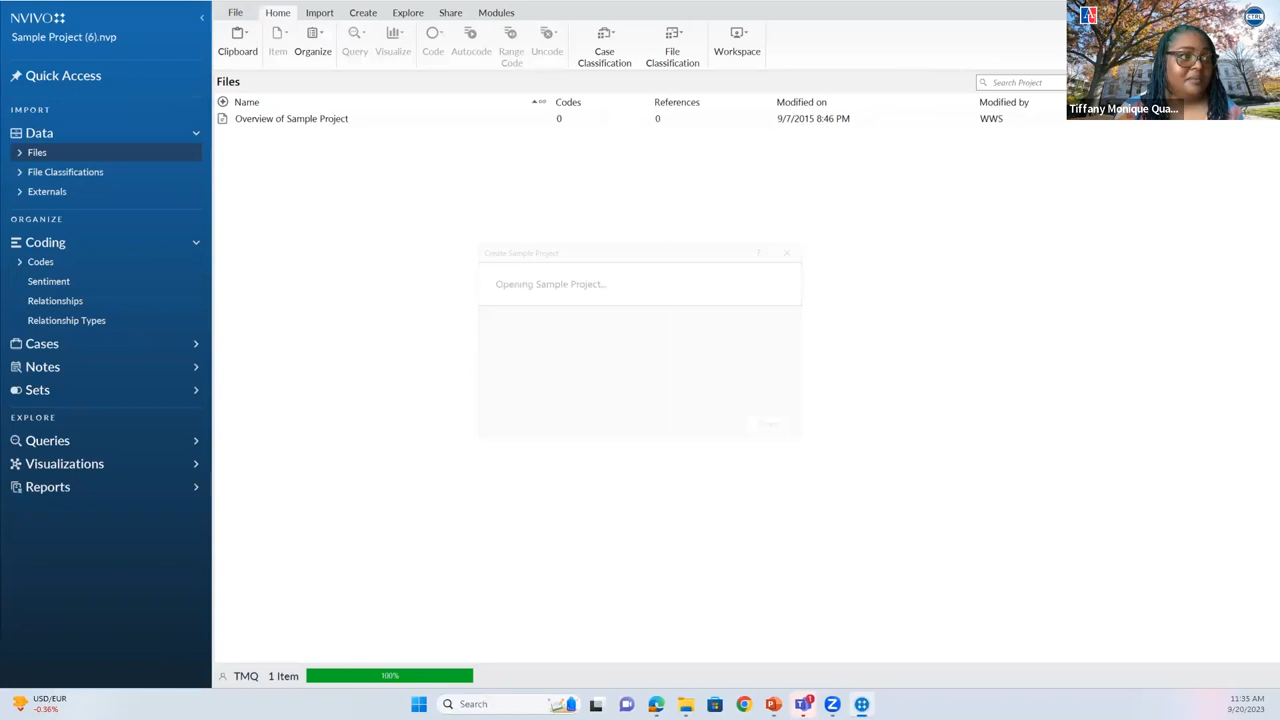 NVIVO
Sample Project (6).nvp
Quick Access
IMPORT
Data
Files
File Classifications
Externals
ORGANIZE
Coding
Codes
Sentiment
Relationships
Relationship Types
Cases
Notes
Sets
EXPLORE
Queries
Visualizations
Reports
File Home Import Create Explore Share Modules
Clipboard Item Organize Query Visualize Code Autocode Range Code Uncode Case Classification File Classification Workspace
Files
Search Project
Name Codes References Modified on Modified by
Overview of Sample Project 0 0 9/7/2015 8:46 PM WWS
Create Sample Project ?
Opening Sample Project...
CTRL
Tiffany Monique Qua...
TMQ 1 Item 100%
USD/EUR
-0.36%
Search
11:35 AM
9/20/2023